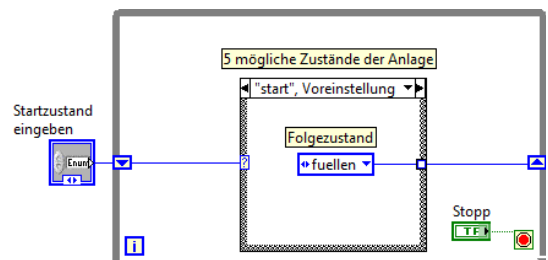 5 mögliche Zustände der Anlage
"start", Voreinstellung
Startzustand
eingeben
Enum
Folgezustand
fuellen
?
Stopp
TF
i